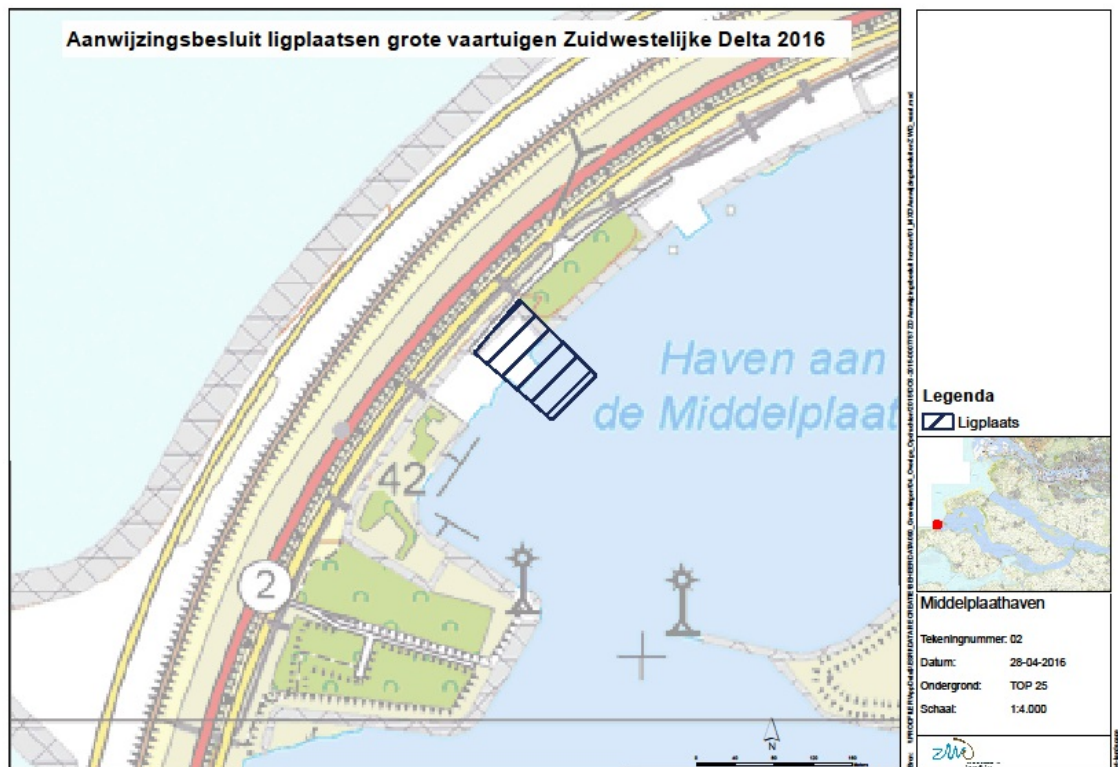 Aanwijzingsbesluit ligplaatsen grote vaartuigen Zuidwestelijke Delta 2016
Haven aan
de Middelplaat
42
2
N
Legenda
Ligplaats
Middelplaathaven
Tekeningnummer: 02
Datum: 28-04-2016
Ondergrond: TOP 25
Schaal: 1:4.000